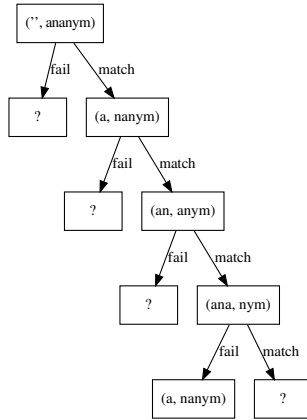 (’’, ananym)
fail match
? (a, nanym)
fail match
? (an, anym)
fail match
? (ana, nym)
fail match
(a, nanym) ?